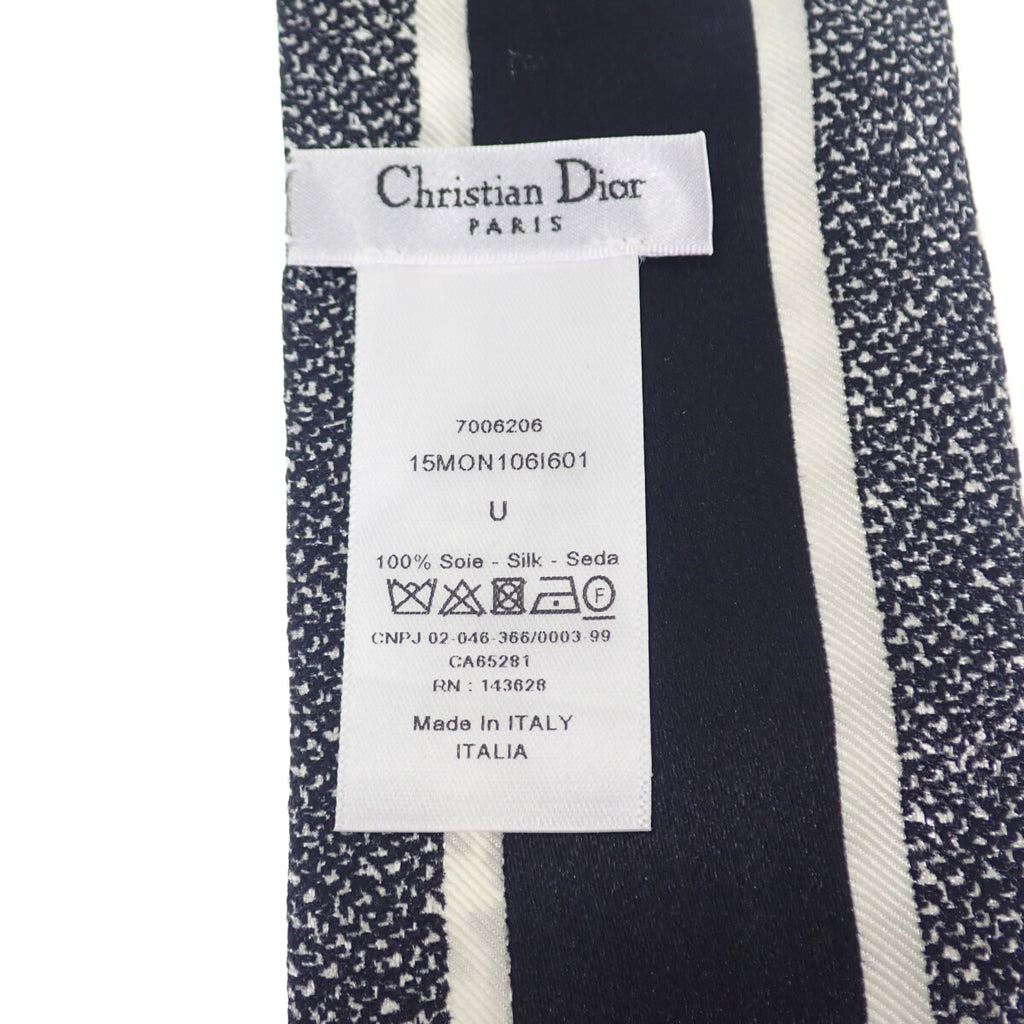 Christian Dior
PARIS
7006206
15MON106I601
U
100% Soie - Silk - Seda
F
CNPJ 02-046-366/0003-99
CA65281
RN : 143628
Made In ITALY
ITALIA